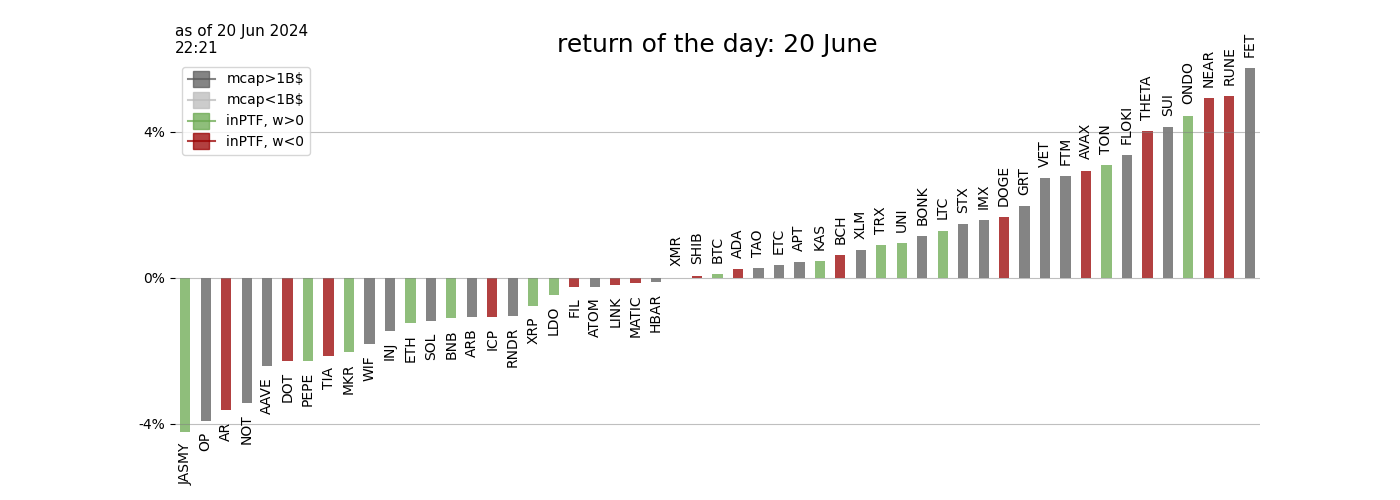 as of 20 Jun 2024
22:21
return of the day: 20 June
mcap>1B$
mcap<1B$
inPTF, w>0
inPTF, w<0
4%
0%
-4%
JASMY
OP
AR
NOT
AAVE
DOT
PEPE
TIA
MKR
WIF
INJ
ETH
SOL
BNB
ARB
ICP
RNDR
XRP
LDO
FIL
ATOM
LINK
MATIC
HBAR
XMR
SHIB
BTC
ADA
TAO
ETC
APT
KAS
BCH
XLM
TRX
UNI
BONK
LTC
STX
IMX
DOGE
GRT
VET
FTM
AVAX
TON
FLOKI
THETA
SUI
ONDO
NEAR
RUNE
FET